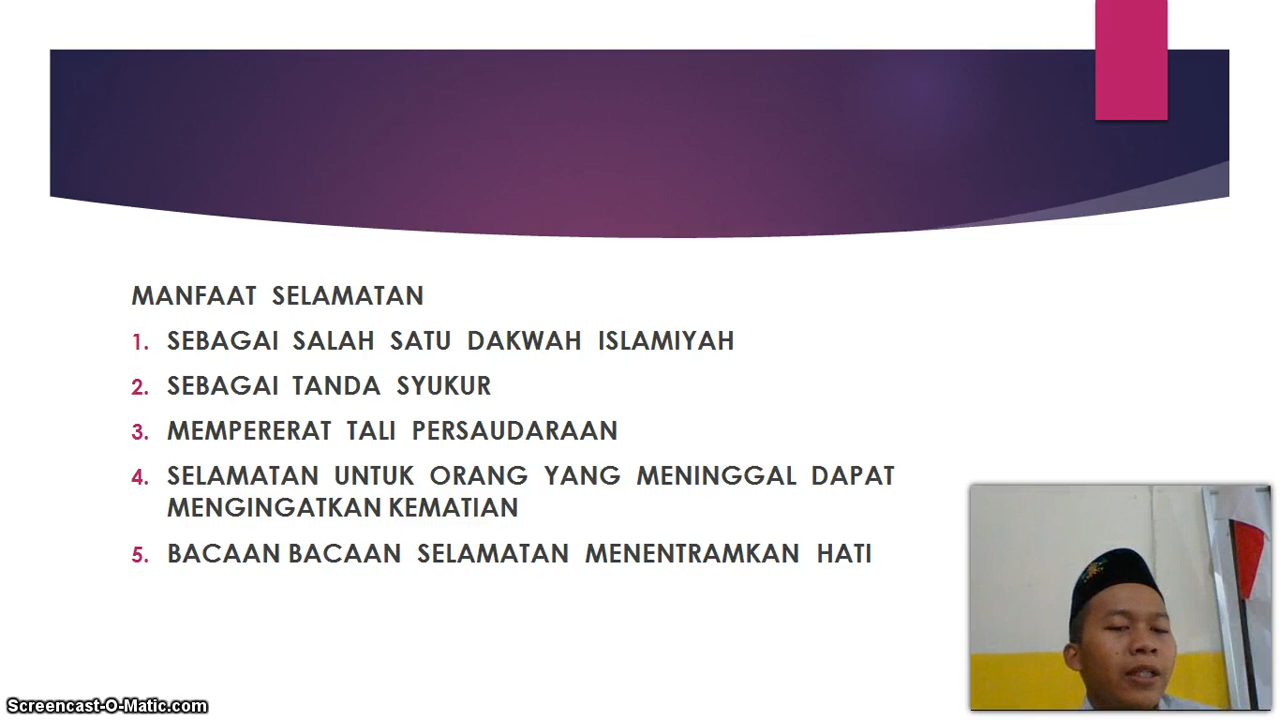 MANFAAT SELAMATAN
1. SEBAGAI SALAH SATU DAKWAH ISLAMIYAH
2. SEBAGAI TANDA SYUKUR
3. MEMPERERAT TALI PERSAUDARAAN
4. SELAMATAN UNTUK ORANG YANG MENINGGAL DAPAT
MENGINGATKAN KEMATIAN
5. BACAAN BACAAN SELAMATAN MENENTRAMKAN HATI
Screencast-O-Matic.com